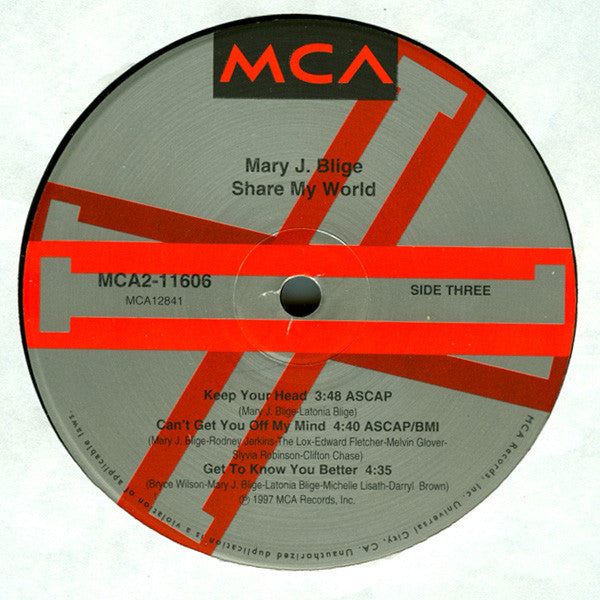 MCA
Mary J. Blige
Share My World
MCA2-11606
MCA12841
SIDE THREE
Keep Your Head 3:48 ASCAP
(Mary J. Blige-Latonia Blige)
Can't Get You Off My Mind 4:40 ASCAP/BMI
(Mary J. Blige-Rodney Jerkins-The Lox-Edward Fletcher-Melvin Glover-
Slyvia Robinson-Clifton Chase)
Get To Know You Better 4:35
(Bryce Wilson-Mary J. Blige-Latonia Blige-Michelle Lisath-Darryl Brown)
℗ 1997 MCA Records, Inc.
MCA Records, Inc. Universal City, CA. Unauthorized duplication is a violation of applicable laws.